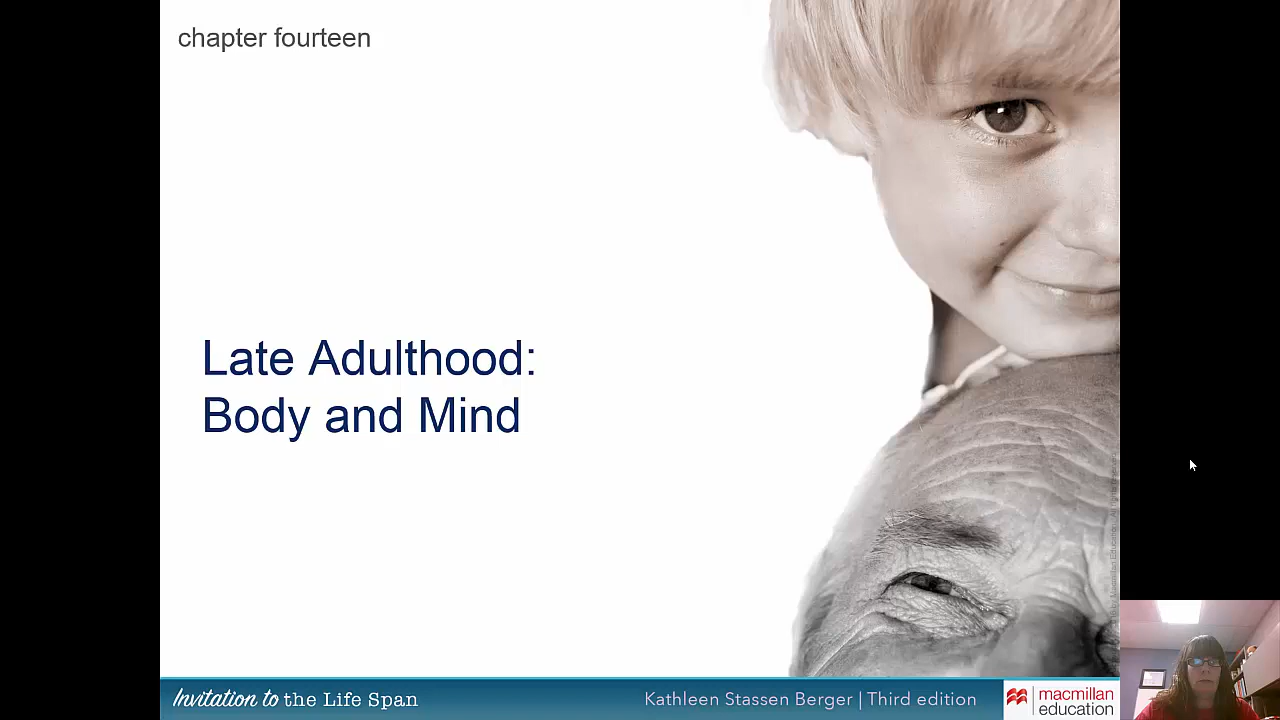 chapter fourteen
Late Adulthood:
Body and Mind
Invitation to the Life Span
Kathleen Stassen Berger | Third edition
macmillan
education